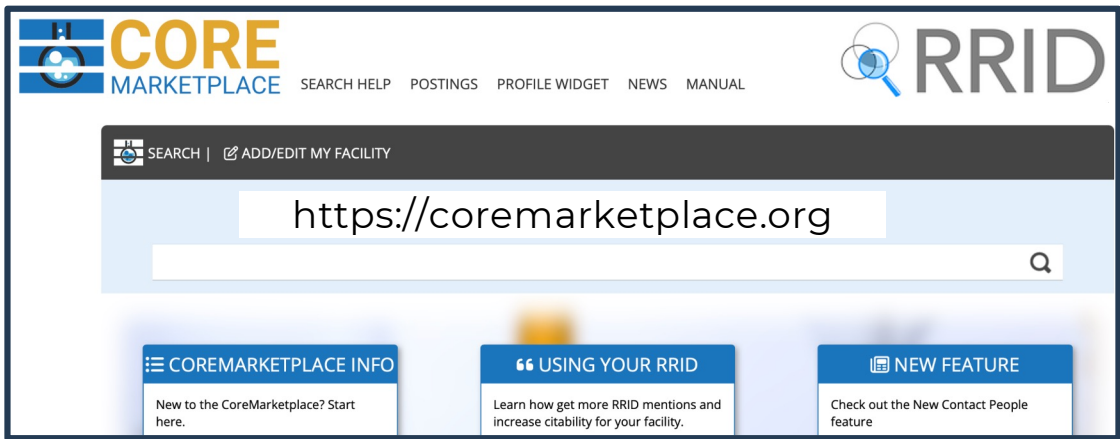 CORE
MARKETPLACE
SEARCH HELP POSTINGS PROFILE WIDGET NEWS MANUAL
RRID
SEARCH | ADD/EDIT MY FACILITY
https://coremarketplace.org
COREMARKETPLACE INFO
New to the CoreMarketplace? Start
here.
USING YOUR RRID
Learn how get more RRID mentions and
increase citability for your facility.
NEW FEATURE
Check out the New Contact People
feature